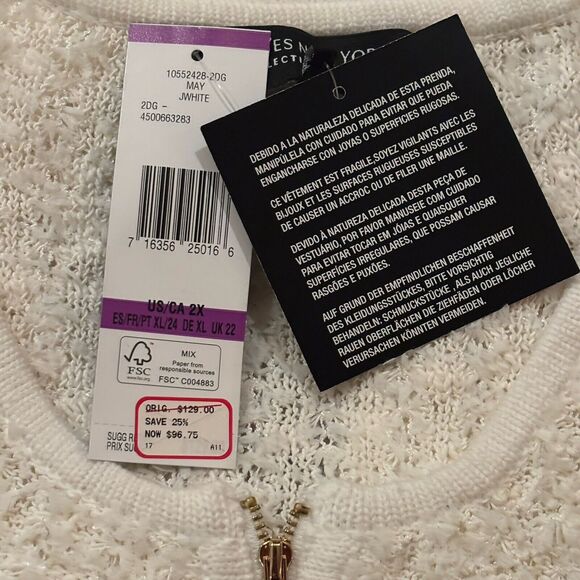 10552428-2DG
MAY
JWHITE
2DG -
4500663283
7 16356 25016 6
US/CA 2X
ES/FR/PT XL/24 DE XL UK 22
FSC
www.fsc.org
MIX
Paper from
responsible sources
FSC™ C004883
SUGG R
PRIX SU
ORIG. $129.00
SAVE 25%
NOW $96.75
17 A11
YOR
DEBIDO A LA NATURALEZA DELICADA DE ESTA PRENDA,
MANIPÚLELA CON CUIDADO PARA EVITAR QUE PUEDA
ENGANCHARSE CON JOYAS O SUPERFICIES RUGOSAS.
CE VÊTEMENT EST FRAGILE.SOYEZ VIGILANTS AVEC LES
BIJOUX ET LES SURFACES RUGUEUSES SUSCEPTIBLES
DE CAUSER UN ACCROC OU DE FILER UNE MAILLE.
DEVIDO À NATUREZA DELICADA DESTA PEÇA DE
VESTUÁRIO, POR FAVOR MANUSEE COM CUIDADO
PARA EVITAR TOCAR EM JÓIAS E QUAISQUER
SUPERFÍCIES IRREGULARES, QUE POSSAM CAUSAR
RASGÕES E PUXÕES.
AUF GRUND DER EMPFINDLICHEN BESCHAFFENHEIT
DES KLEIDUNGSSTÜCKES, BITTE VORSICHTIG
BEHANDELN; SCHMUCKSTÜCKE ,ALS AUCH JEGLICHE
RAUEN OBERFLÄCHEN DIE ZIEHFÄDEN ODER LÖCHER
VERURSACHEN KÖNNTEN VERMEIDEN.